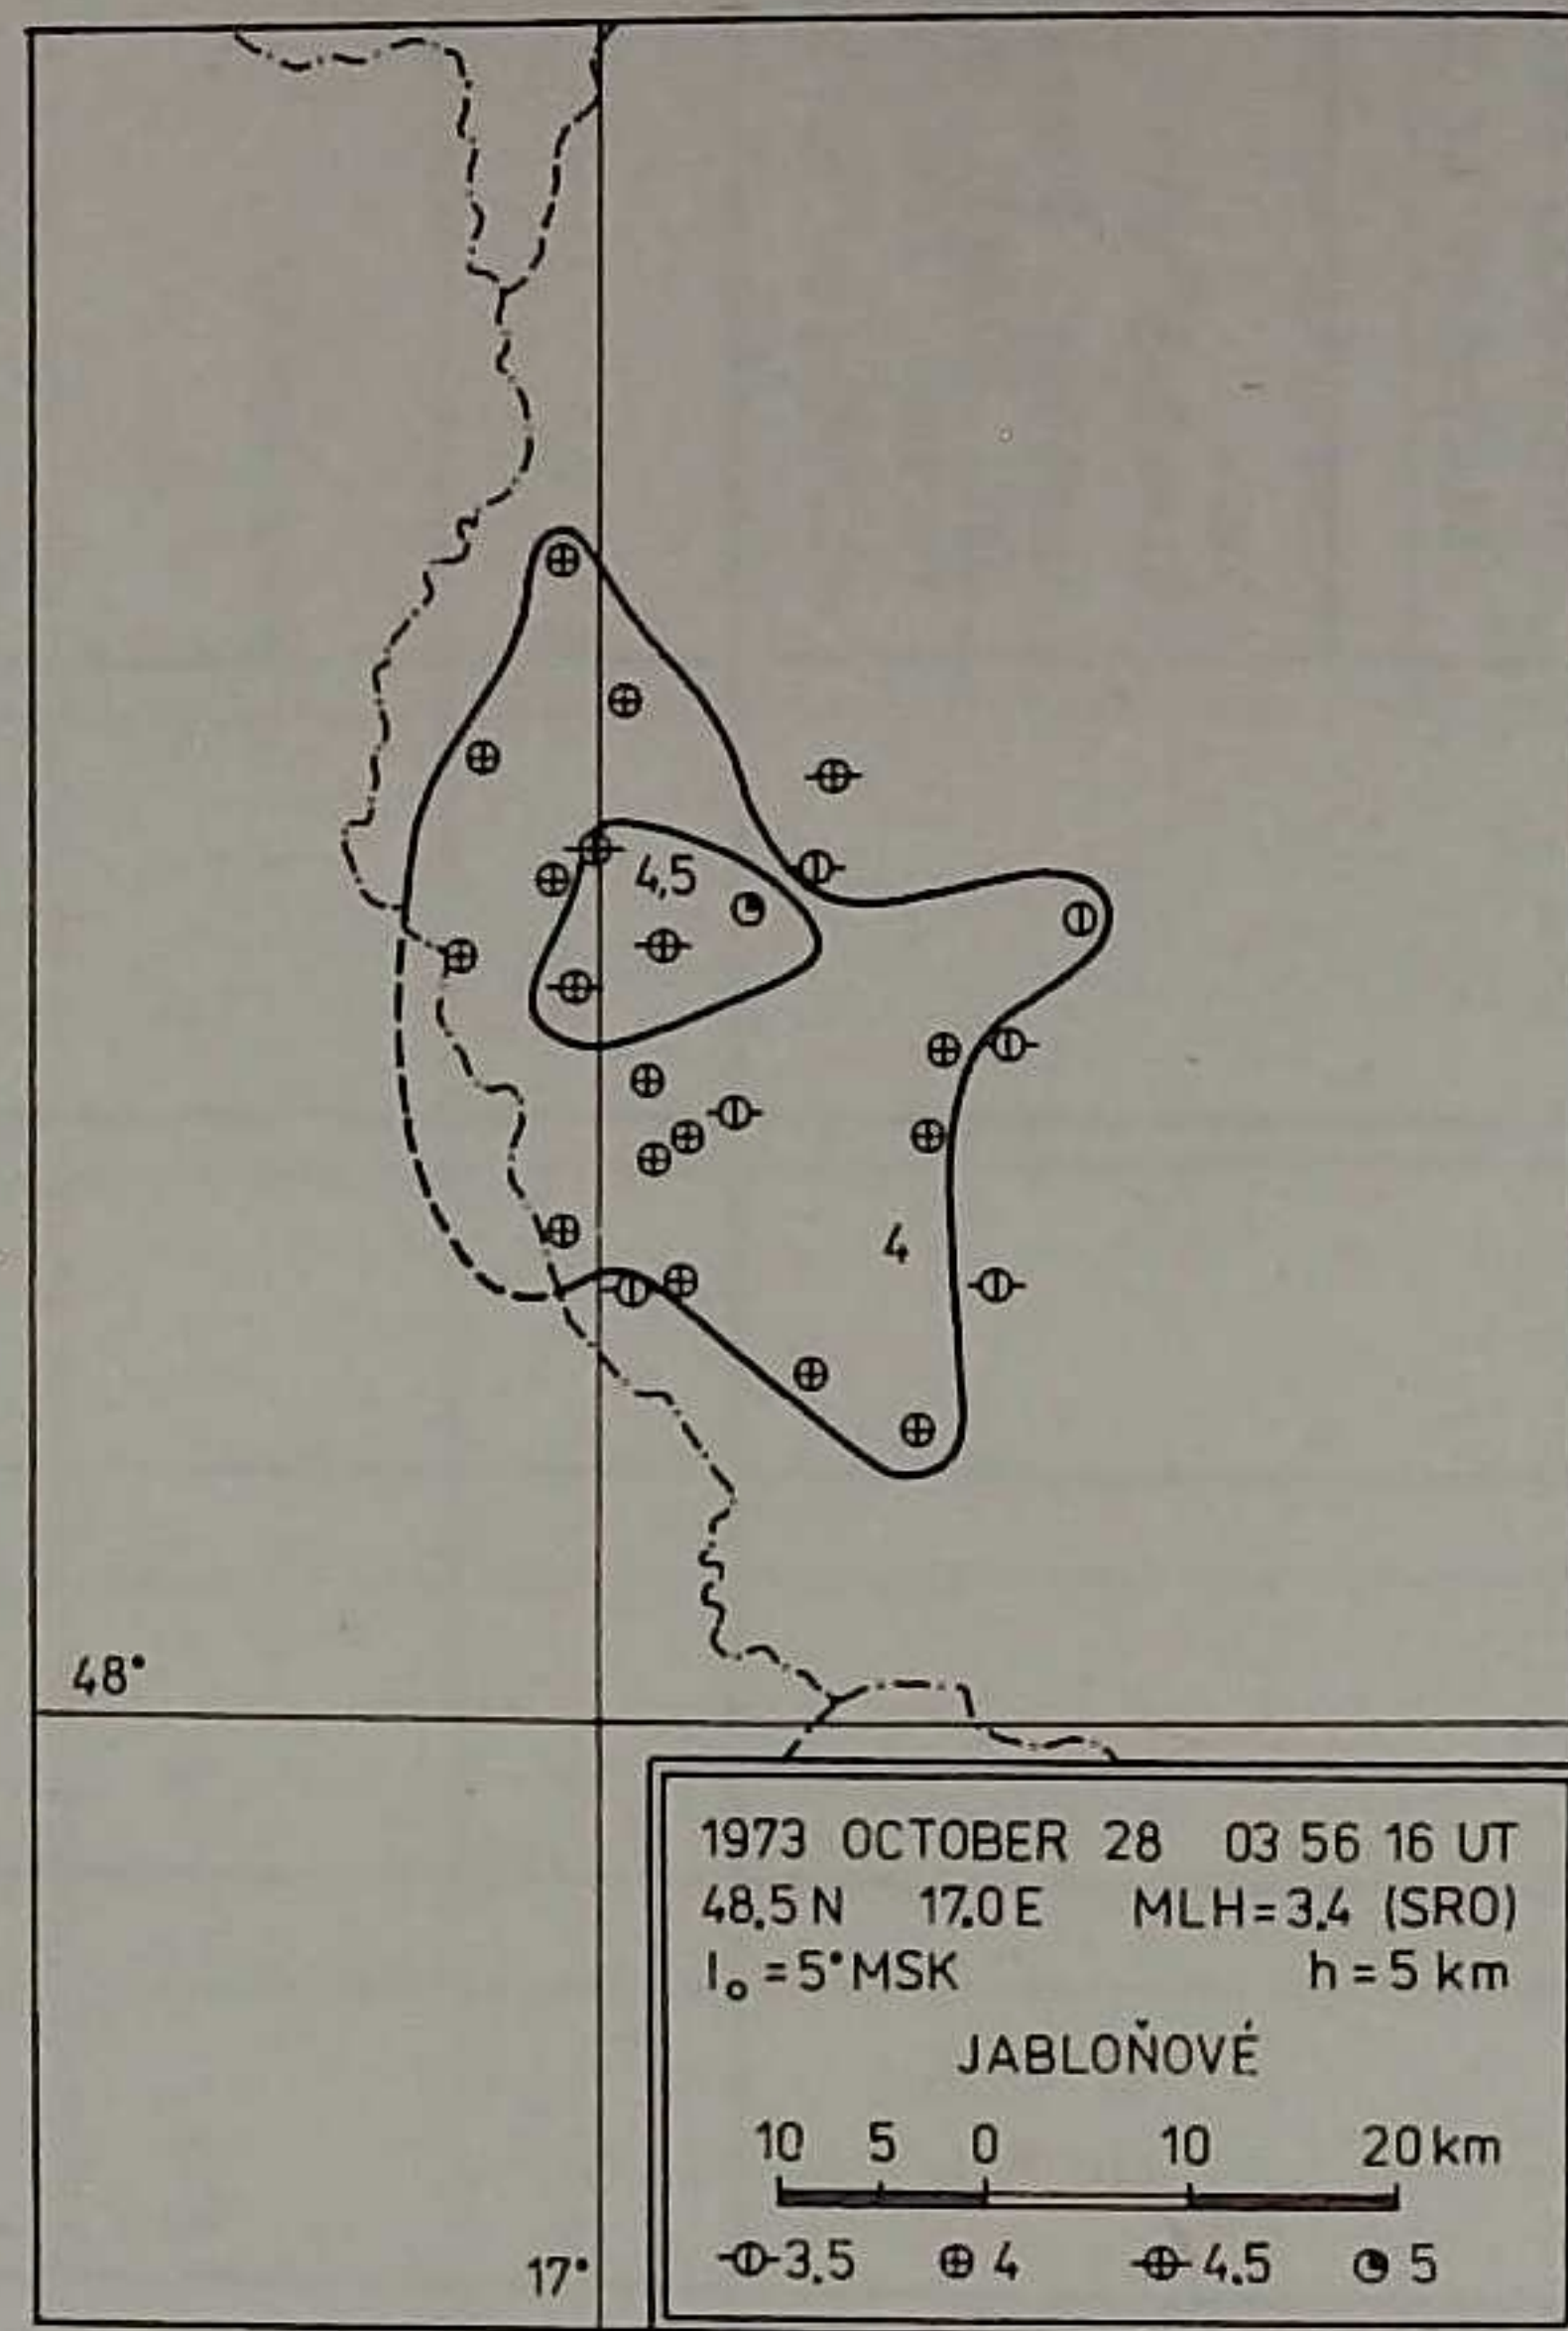 4,5
4
48°
17°
1973 OCTOBER 28 03 56 16 UT
48,5 N 17,0 E MLH=3,4 (SRO)
I₀ = 5° MSK h = 5 km
JABLOŇOVÉ
10 5 0 10 20 km
3,5 4 4.5 5